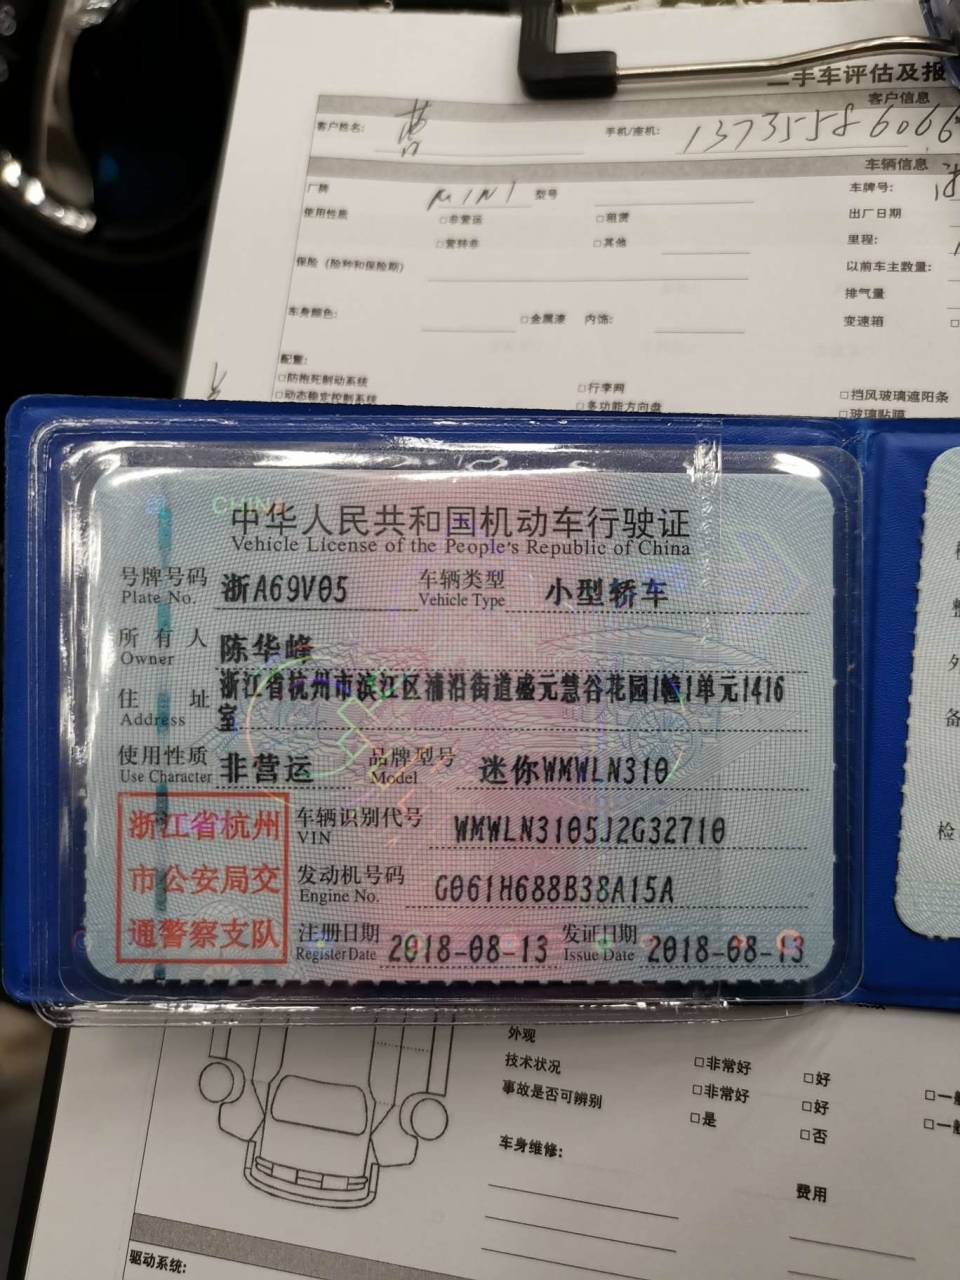 二手车评估及报
客户信息
客户姓名: 曹 手机/座机: 13735586066
车辆信息
厂牌 MINI 型号 车牌号: 浙
使用性质 □非营运 □租赁 出厂日期
□营转非 □其他 里程:
保险（险种和保险期） 以前车主数量:
排气量
车身颜色: □金属漆 内饰: 变速箱 □
配置:
□防抱死制动系统 □行李网 □挡风玻璃遮阳条
□动态稳定控制系统 □多功能方向盘 □玻璃贴膜
CHINA
中华人民共和国机动车行驶证
Vehicle License of the People's Republic of China
号牌号码 浙A69V05 车辆类型 小型轿车
Plate No. Vehicle Type
所有人 陈华峰
Owner
住址 浙江省杭州市滨江区浦沿街道盛元慧谷花园1幢1单元1416
Address 室
使用性质 非营运 品牌型号 迷你WMWLN310
Use Character Model
浙江省杭州 车辆识别代号 WMWLN3105J2G32710
VIN
市公安局交 发动机号码 G061H688B38A15A
Engine No.
通警察支队 注册日期 2018-08-13 发证日期 2018-08-13
Register Date Issue Date
检
外观
技术状况 □非常好 □好 □一般
事故是否可辨别 □非常好 □好 □一般
□是 □否
车身维修:
费用
驱动系统: